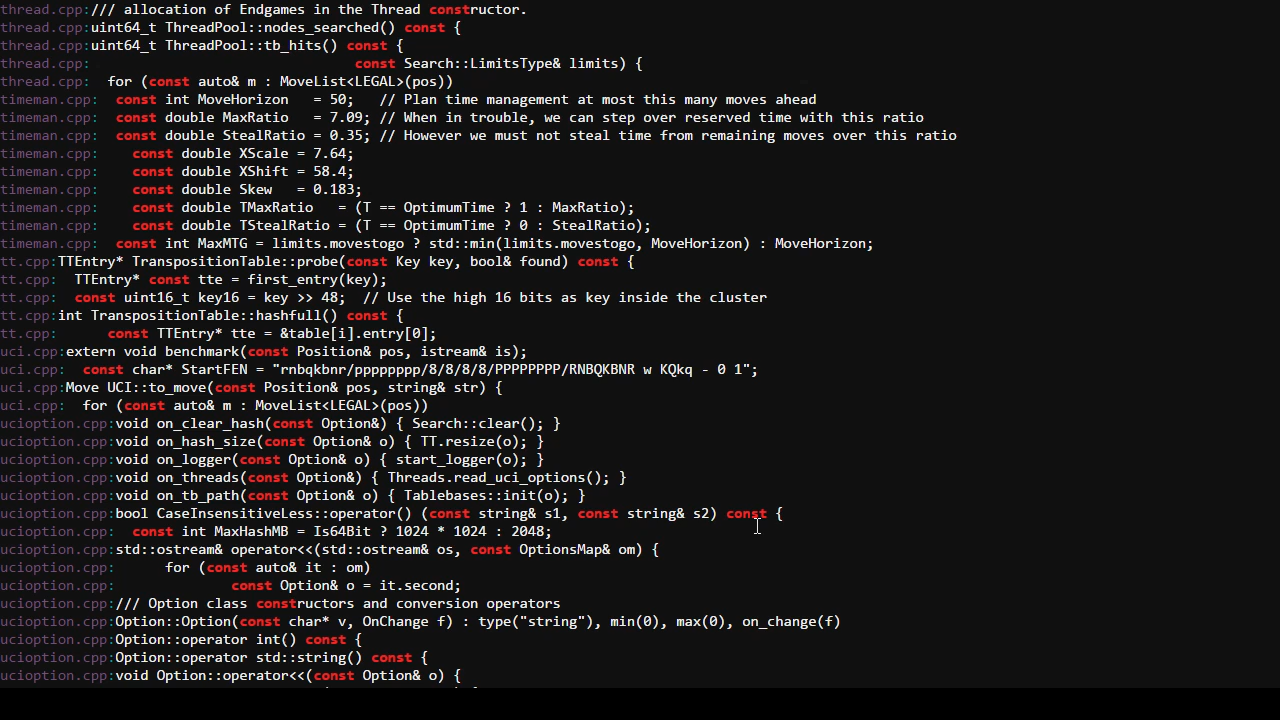 thread.cpp:/// allocation of Endgames in the Thread constructor.
thread.cpp:uint64_t ThreadPool::nodes_searched() const {
thread.cpp:uint64_t ThreadPool::tb_hits() const {
thread.cpp:                                const Search::LimitsType& limits) {
thread.cpp:  for (const auto& m : MoveList<LEGAL>(pos))
timeman.cpp:  const int MoveHorizon   = 50;   // Plan time management at most this many moves ahead
timeman.cpp:  const double MaxRatio   = 7.09; // When in trouble, we can step over reserved time with this ratio
timeman.cpp:  const double StealRatio = 0.35; // However we must not steal time from remaining moves over this ratio
timeman.cpp:    const double XScale = 7.64;
timeman.cpp:    const double XShift = 58.4;
timeman.cpp:    const double Skew   = 0.183;
timeman.cpp:    const double TMaxRatio   = (T == OptimumTime ? 1 : MaxRatio);
timeman.cpp:    const double TStealRatio = (T == OptimumTime ? 0 : StealRatio);
timeman.cpp:  const int MaxMTG = limits.movestogo ? std::min(limits.movestogo, MoveHorizon) : MoveHorizon;
tt.cpp:TTEntry* TranspositionTable::probe(const Key key, bool& found) const {
tt.cpp:  TTEntry* const tte = first_entry(key);
tt.cpp:  const uint16_t key16 = key >> 48;  // Use the high 16 bits as key inside the cluster
tt.cpp:int TranspositionTable::hashfull() const {
tt.cpp:      const TTEntry* tte = &table[i].entry[0];
uci.cpp:extern void benchmark(const Position& pos, istream& is);
uci.cpp:  const char* StartFEN = "rnbqkbnr/pppppppp/8/8/8/8/PPPPPPPP/RNBQKBNR w KQkq - 0 1";
uci.cpp:Move UCI::to_move(const Position& pos, string& str) {
uci.cpp:  for (const auto& m : MoveList<LEGAL>(pos))
ucioption.cpp:void on_clear_hash(const Option&) { Search::clear(); }
ucioption.cpp:void on_hash_size(const Option& o) { TT.resize(o); }
ucioption.cpp:void on_logger(const Option& o) { start_logger(o); }
ucioption.cpp:void on_threads(const Option&) { Threads.read_uci_options(); }
ucioption.cpp:void on_tb_path(const Option& o) { Tablebases::init(o); }
ucioption.cpp:bool CaseInsensitiveLess::operator() (const string& s1, const string& s2) const {
ucioption.cpp:  const int MaxHashMB = Is64Bit ? 1024 * 1024 : 2048;
ucioption.cpp:std::ostream& operator<<(std::ostream& os, const OptionsMap& om) {
ucioption.cpp:      for (const auto& it : om)
ucioption.cpp:              const Option& o = it.second;
ucioption.cpp:/// Option class constructors and conversion operators
ucioption.cpp:Option::Option(const char* v, OnChange f) : type("string"), min(0), max(0), on_change(f)
ucioption.cpp:Option::operator int() const {
ucioption.cpp:Option::operator std::string() const {
ucioption.cpp:void Option::operator<<(const Option& o) {